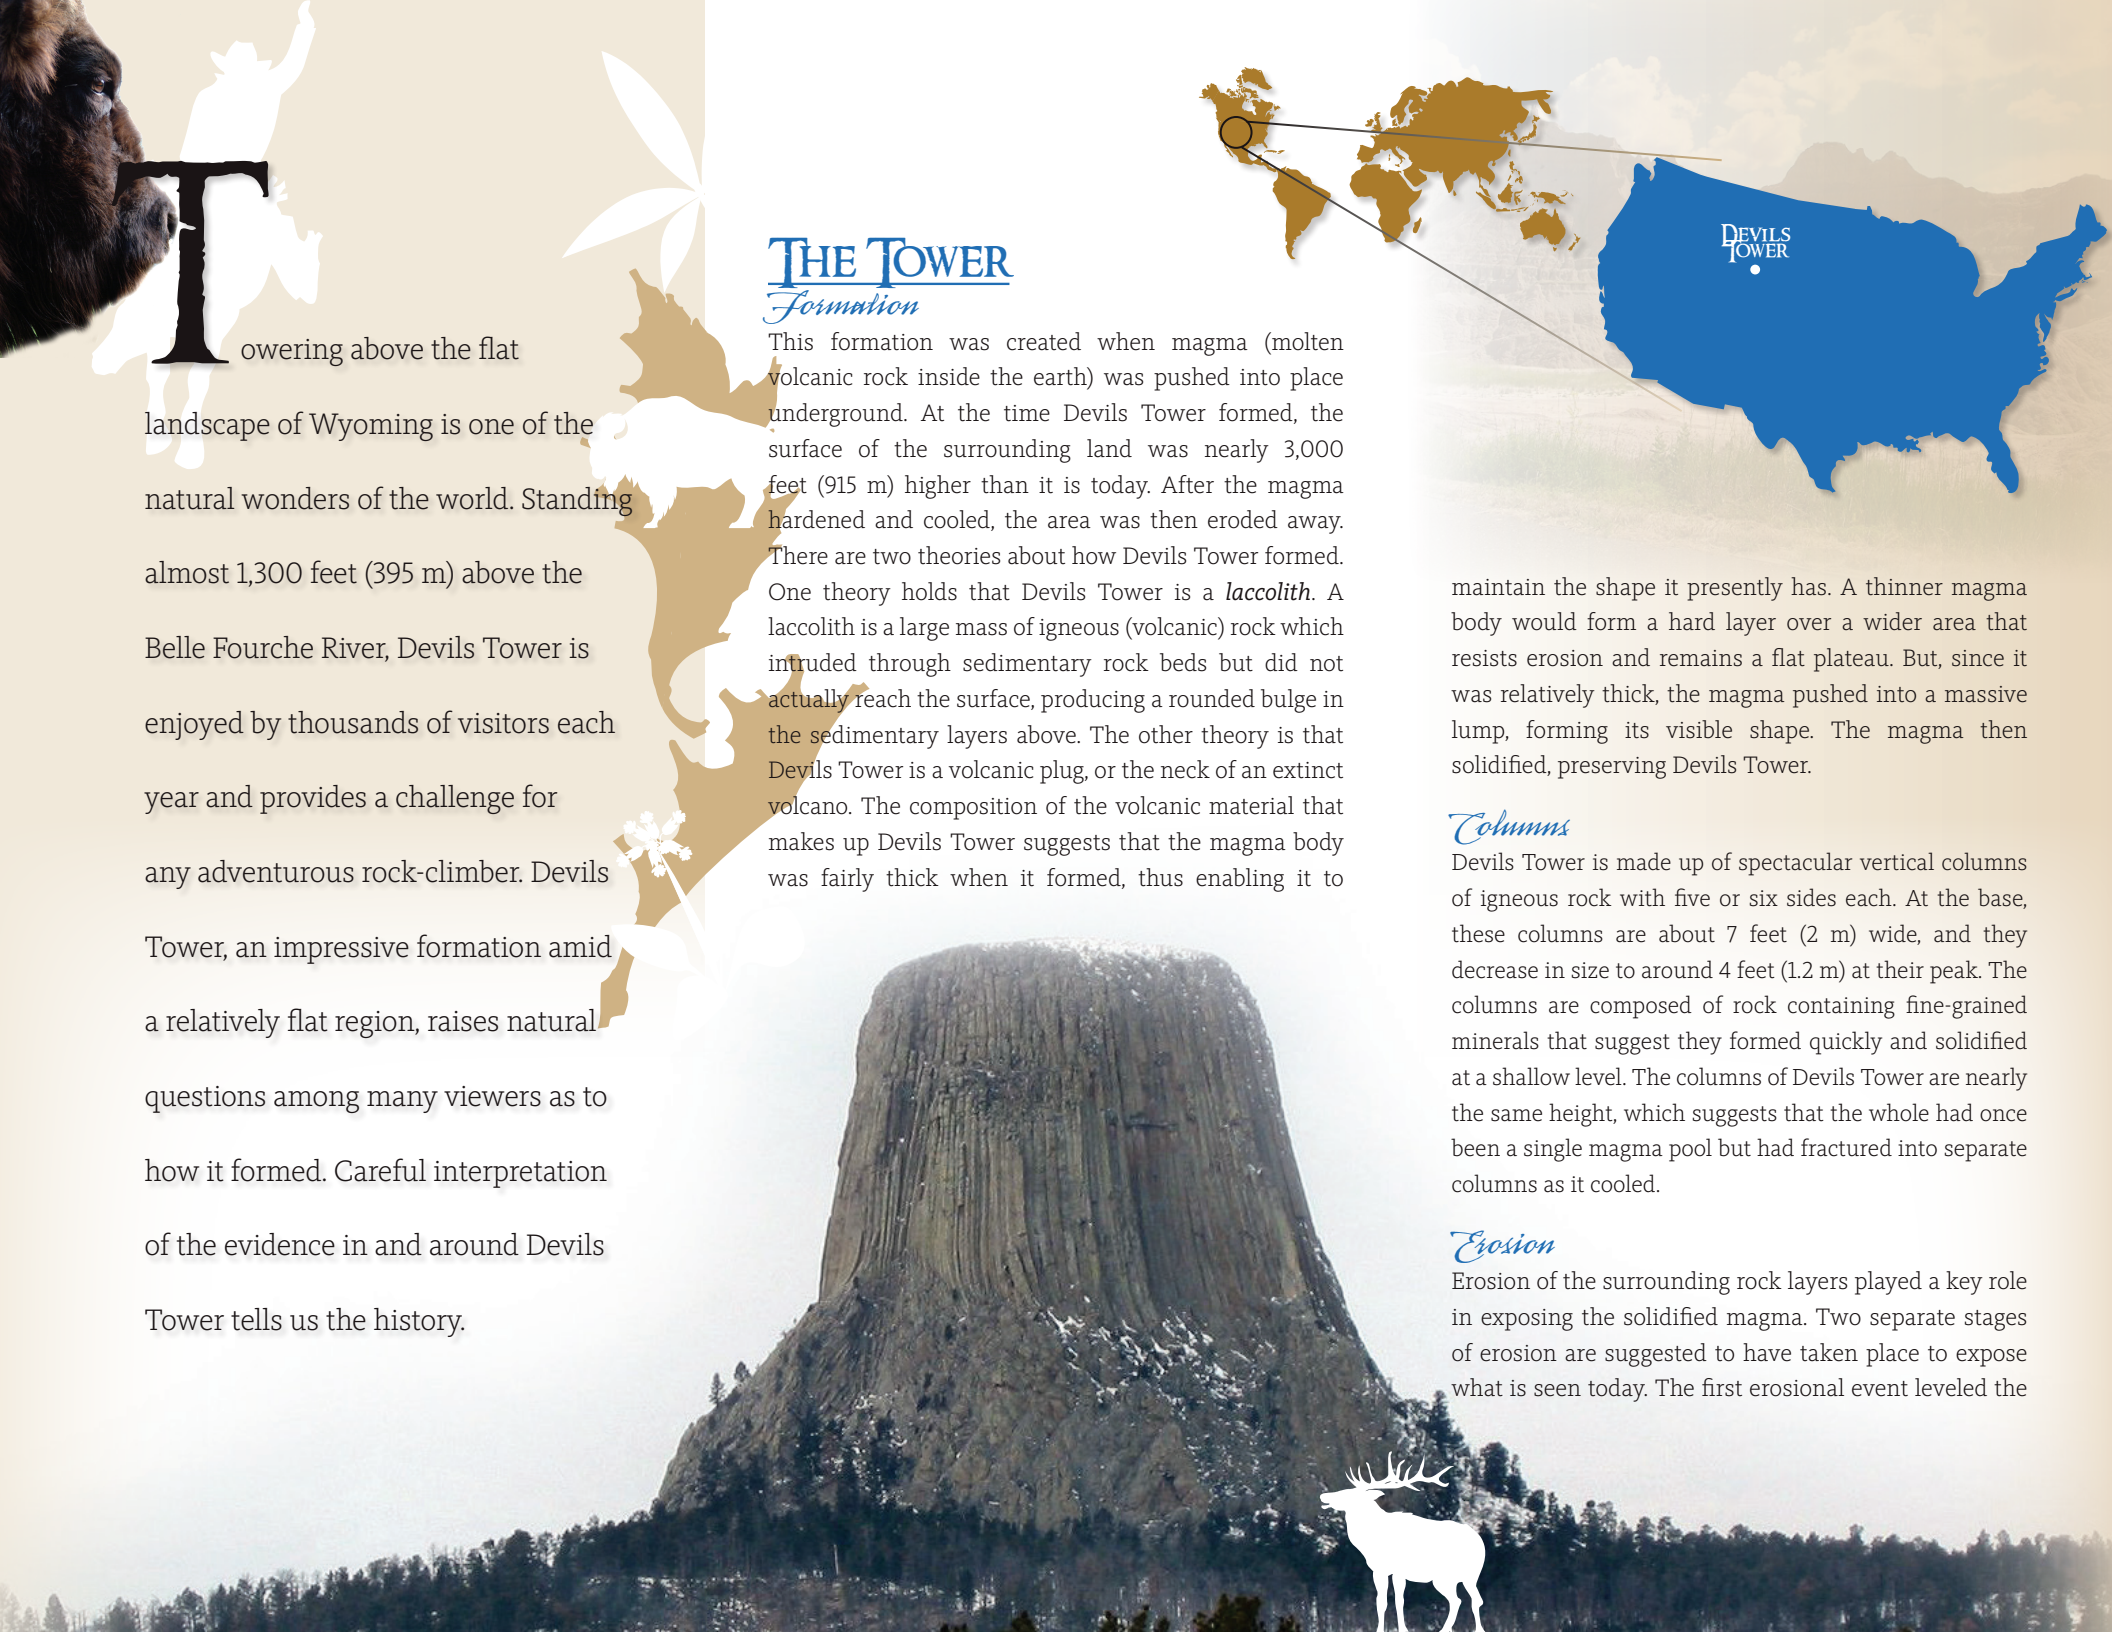 Towering above the flat
landscape of Wyoming is one of the
natural wonders of the world. Standing
almost 1,300 feet (395 m) above the
Belle Fourche River, Devils Tower is
enjoyed by thousands of visitors each
year and provides a challenge for
any adventurous rock-climber. Devils
Tower, an impressive formation amid
a relatively flat region, raises natural
questions among many viewers as to
how it formed. Careful interpretation
of the evidence in and around Devils
Tower tells us the history.
THE TOWER
Formation
This formation was created when magma (molten
volcanic rock inside the earth) was pushed into place
underground. At the time Devils Tower formed, the
surface of the surrounding land was nearly 3,000
feet (915 m) higher than it is today. After the magma
hardened and cooled, the area was then eroded away.
There are two theories about how Devils Tower formed.
One theory holds that Devils Tower is a laccolith. A
laccolith is a large mass of igneous (volcanic) rock which
intruded through sedimentary rock beds but did not
actually reach the surface, producing a rounded bulge in
the sedimentary layers above. The other theory is that
Devils Tower is a volcanic plug, or the neck of an extinct
volcano. The composition of the volcanic material that
makes up Devils Tower suggests that the magma body
was fairly thick when it formed, thus enabling it to
DEVILS
TOWER
maintain the shape it presently has. A thinner magma
body would form a hard layer over a wider area that
resists erosion and remains a flat plateau. But, since it
was relatively thick, the magma pushed into a massive
lump, forming its visible shape. The magma then
solidified, preserving Devils Tower.
Columns
Devils Tower is made up of spectacular vertical columns
of igneous rock with five or six sides each. At the base,
these columns are about 7 feet (2 m) wide, and they
decrease in size to around 4 feet (1.2 m) at their peak. The
columns are composed of rock containing fine-grained
minerals that suggest they formed quickly and solidified
at a shallow level. The columns of Devils Tower are nearly
the same height, which suggests that the whole had once
been a single magma pool but had fractured into separate
columns as it cooled.
Erosion
Erosion of the surrounding rock layers played a key role
in exposing the solidified magma. Two separate stages
of erosion are suggested to have taken place to expose
what is seen today. The first erosional event leveled the